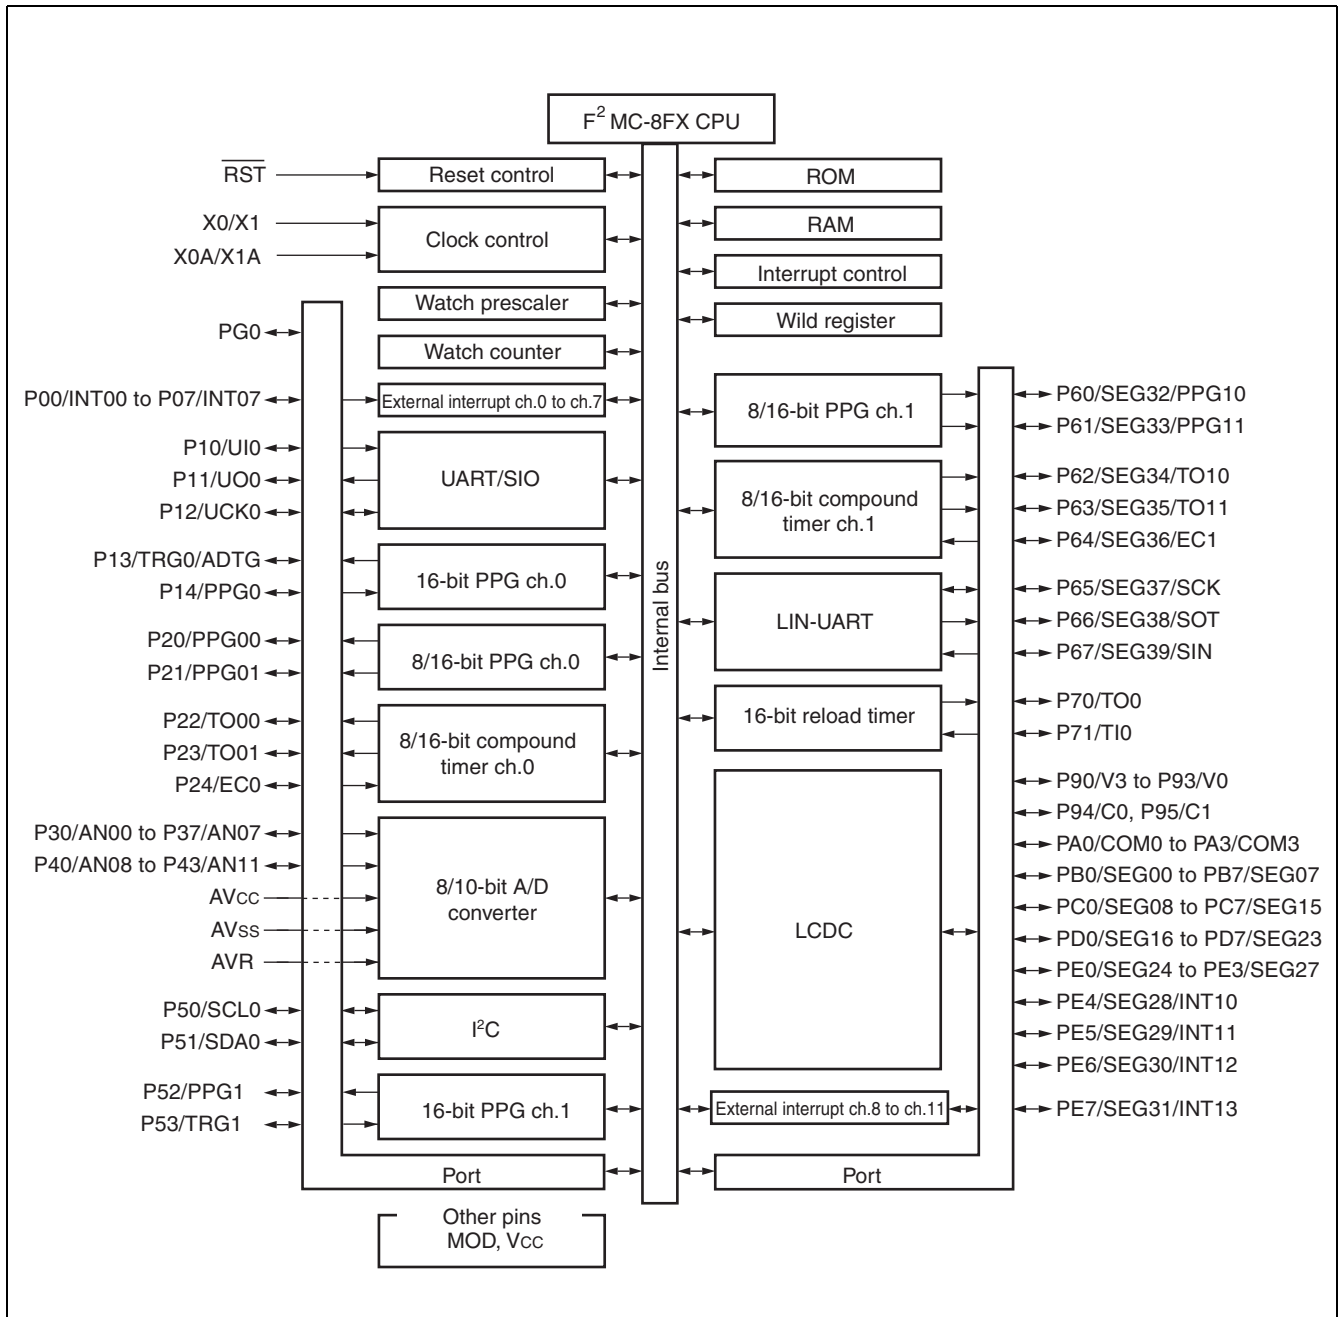 F² MC-8FX CPU
RST
X0/X1
X0A/X1A
PG0
P00/INT00 to P07/INT07
P10/UI0
P11/UO0
P12/UCK0
P13/TRG0/ADTG
P14/PPG0
P20/PPG00
P21/PPG01
P22/TO00
P23/TO01
P24/EC0
P30/AN00 to P37/AN07
P40/AN08 to P43/AN11
AVCC
AVSS
AVR
P50/SCL0
P51/SDA0
P52/PPG1
P53/TRG1
Reset control
Clock control
Watch prescaler
Watch counter
External interrupt ch.0 to ch.7
UART/SIO
16-bit PPG ch.0
8/16-bit PPG ch.0
8/16-bit compound
timer ch.0
8/10-bit A/D
converter
I²C
16-bit PPG ch.1
Port
Other pins
MOD, VCC
Internal bus
ROM
RAM
Interrupt control
Wild register
8/16-bit PPG ch.1
8/16-bit compound
timer ch.1
LIN-UART
16-bit reload timer
LCDC
External interrupt ch.8 to ch.11
Port
P60/SEG32/PPG10
P61/SEG33/PPG11
P62/SEG34/TO10
P63/SEG35/TO11
P64/SEG36/EC1
P65/SEG37/SCK
P66/SEG38/SOT
P67/SEG39/SIN
P70/TO0
P71/TI0
P90/V3 to P93/V0
P94/C0, P95/C1
PA0/COM0 to PA3/COM3
PB0/SEG00 to PB7/SEG07
PC0/SEG08 to PC7/SEG15
PD0/SEG16 to PD7/SEG23
PE0/SEG24 to PE3/SEG27
PE4/SEG28/INT10
PE5/SEG29/INT11
PE6/SEG30/INT12
PE7/SEG31/INT13